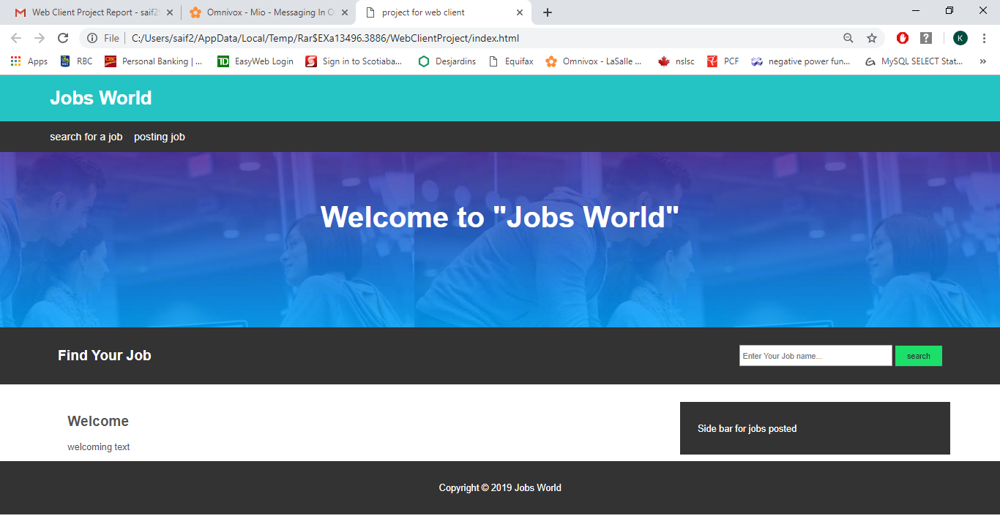 Web Client Project Report - saif2
Omnivox - Mio - Messaging In O
project for web client
File
C:/Users/saif2/AppData/Local/Temp/Rar$EXa13496.3886/WebClientProject/index.html
K
Apps
RBC
CIBC
Personal Banking | ...
TD
EasyWeb Login
Sign in to Scotiaba...
Desjardins
Equifax
Omnivox - LaSalle ...
nslsc
PCF
negative power fun...
MySQL SELECT Stat...
»
Jobs World
search for a job posting job
Welcome to "Jobs World"
Find Your Job
Enter Your Job name...
search
Welcome
welcoming text
Side bar for jobs posted
Copyright © 2019 Jobs World